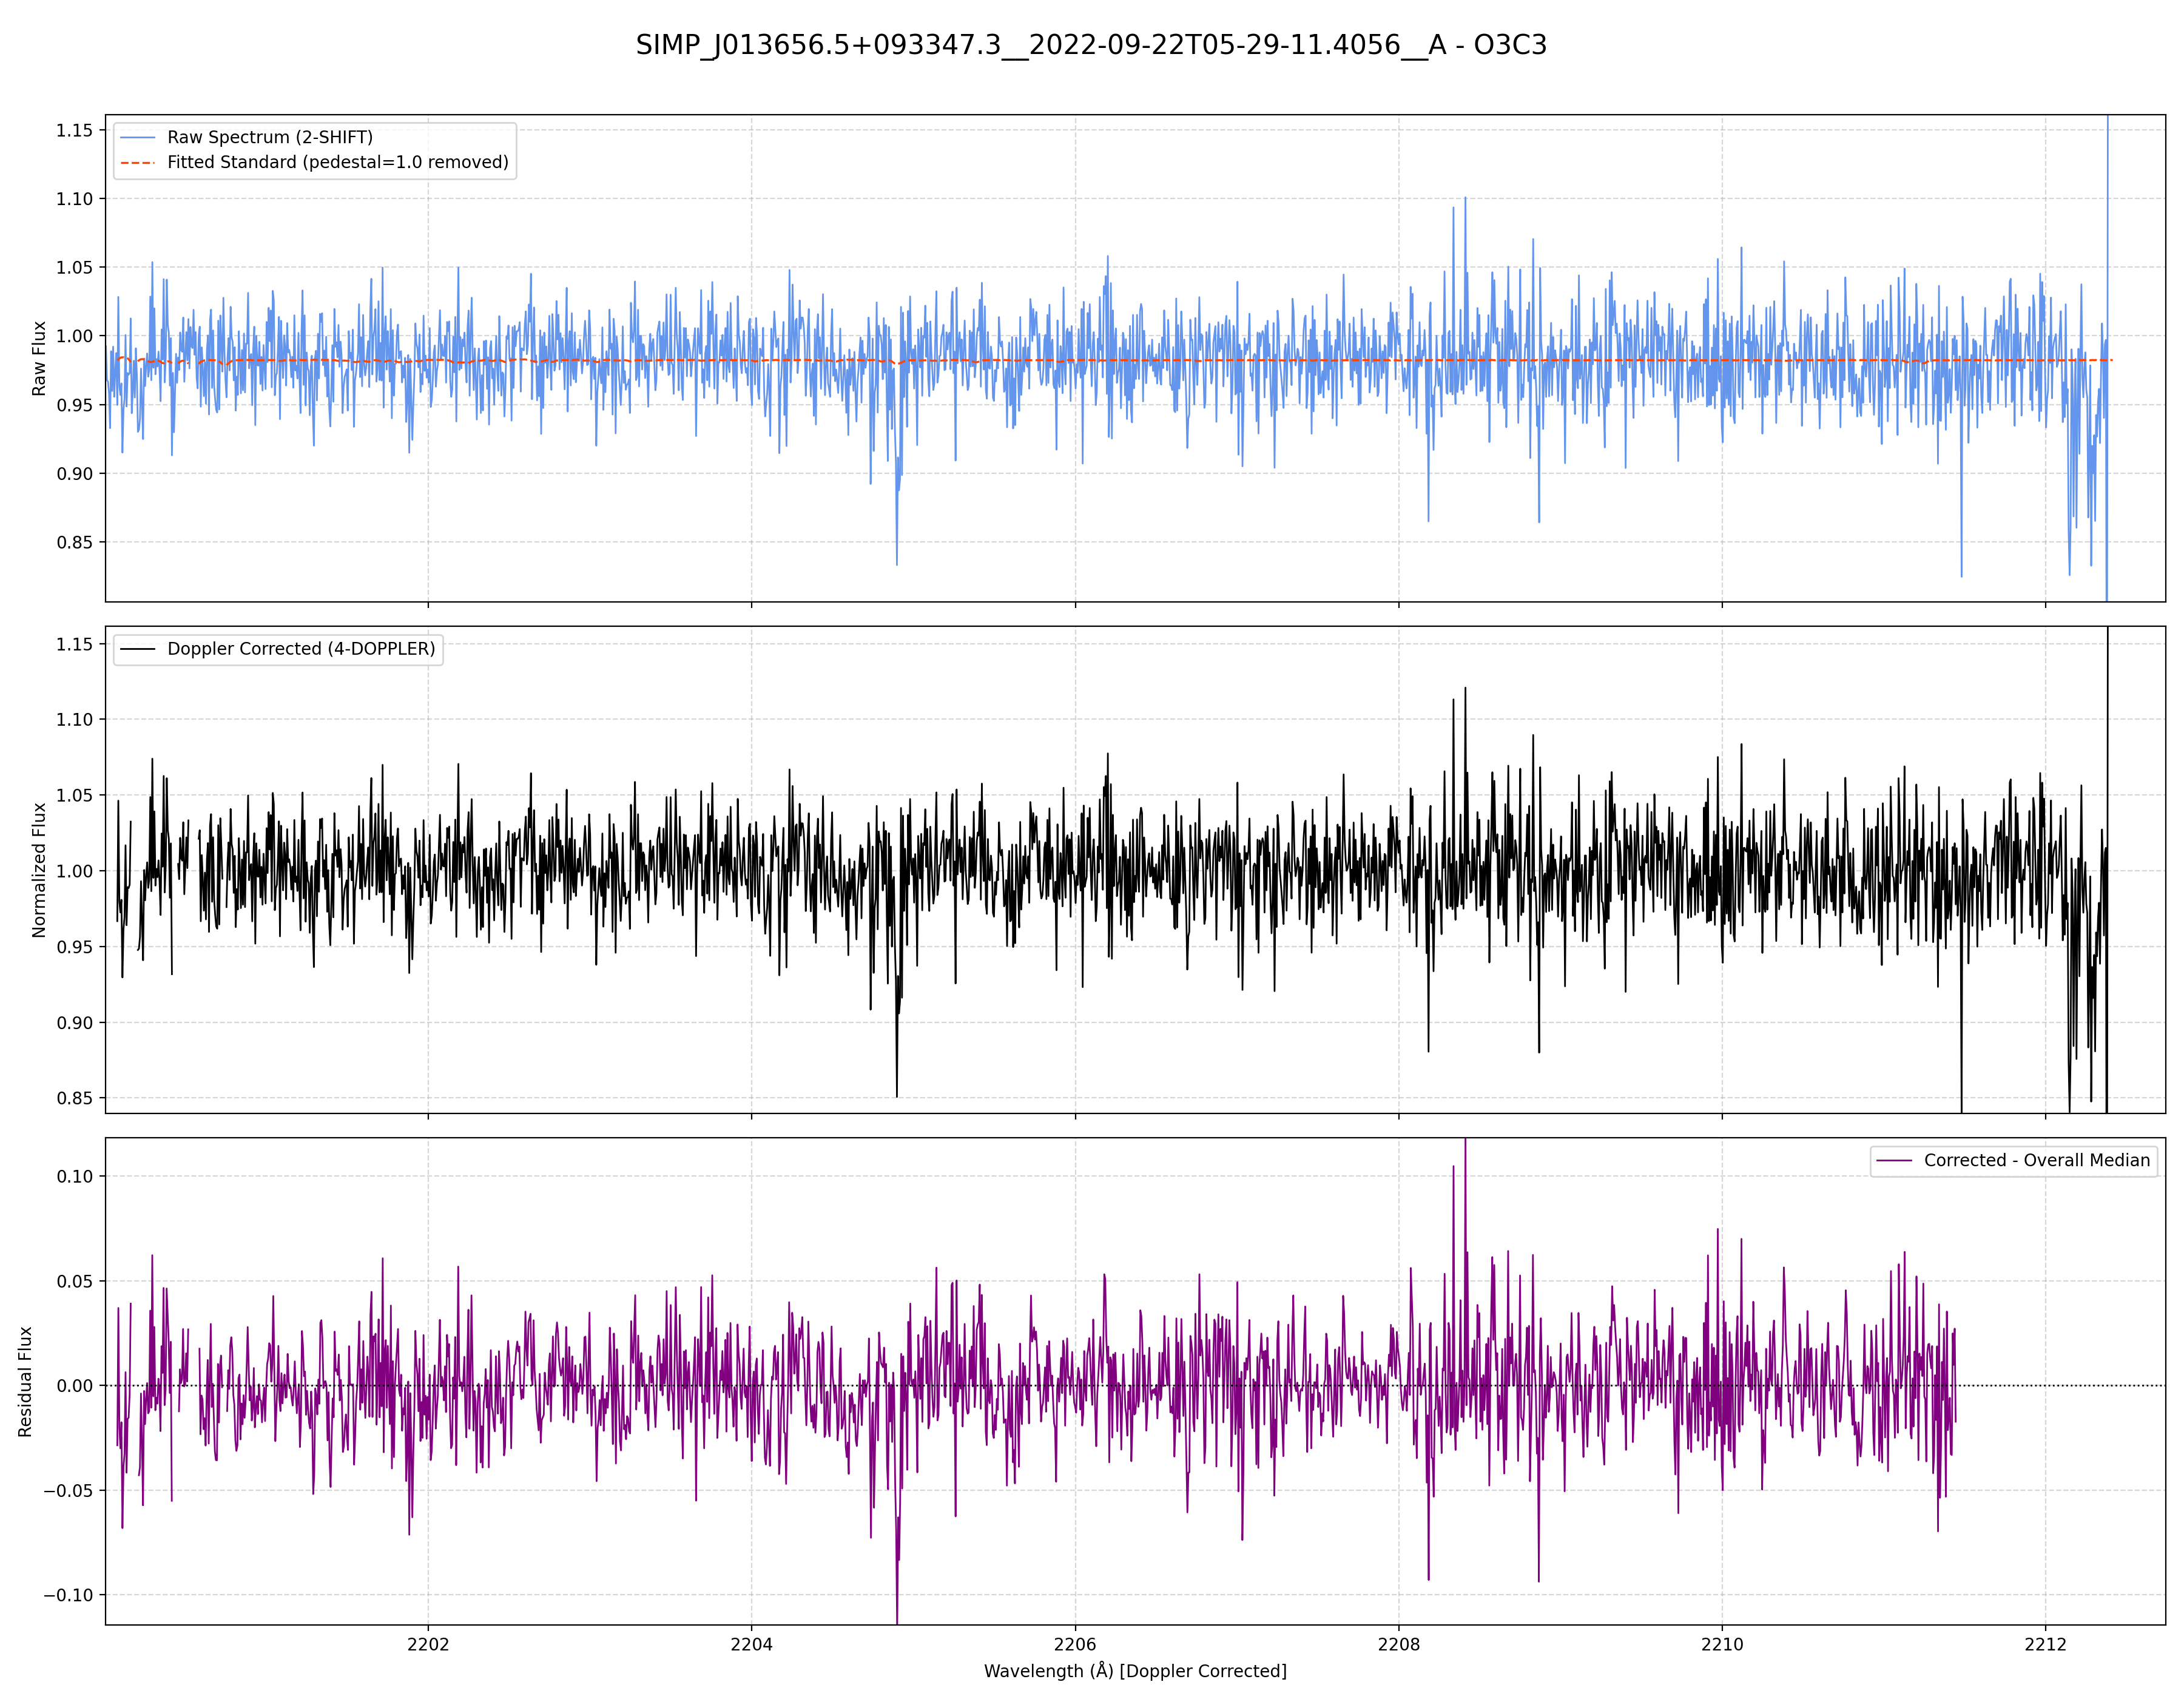 SIMP_J013656.5+093347.3__2022-09-22T05-29-11.4056__A - O3C3
Raw Spectrum (2-SHIFT)
Fitted Standard (pedestal=1.0 removed)
1.15
1.10
1.05
1.00
0.95
0.90
0.85
Raw Flux
Doppler Corrected (4-DOPPLER)
1.15
1.10
1.05
1.00
0.95
0.90
0.85
Normalized Flux
Corrected - Overall Median
0.10
0.05
0.00
−0.05
−0.10
Residual Flux
2202 2204 2206 2208 2210 2212
Wavelength (Å) [Doppler Corrected]